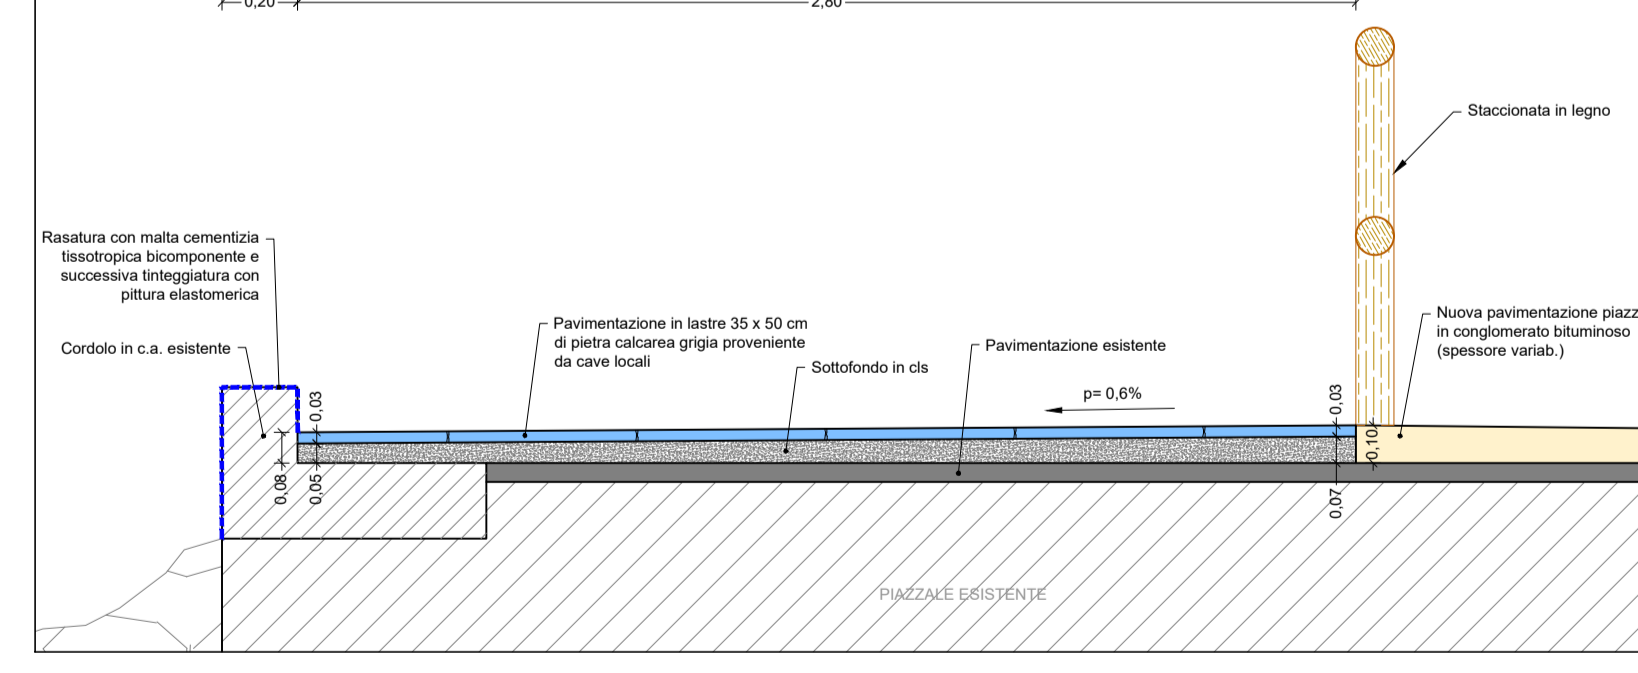 0,20
2,80
Staccionata in legno
Rasatura con malta cementizia
tissotropica bicomponente e
successiva tinteggiatura con
pittura elastomerica
Cordolo in c.a. esistente
Pavimentazione in lastre 35 x 50 cm
di pietra calcarea grigia proveniente
da cave locali
Sottofondo in cls
Pavimentazione esistente
p= 0,6%
Nuova pavimentazione piazz
in conglomerato bituminoso
(spessore variab.)
0,03
0,08
0,05
0,03
0,10
0,07
PIAZZALE ESISTENTE